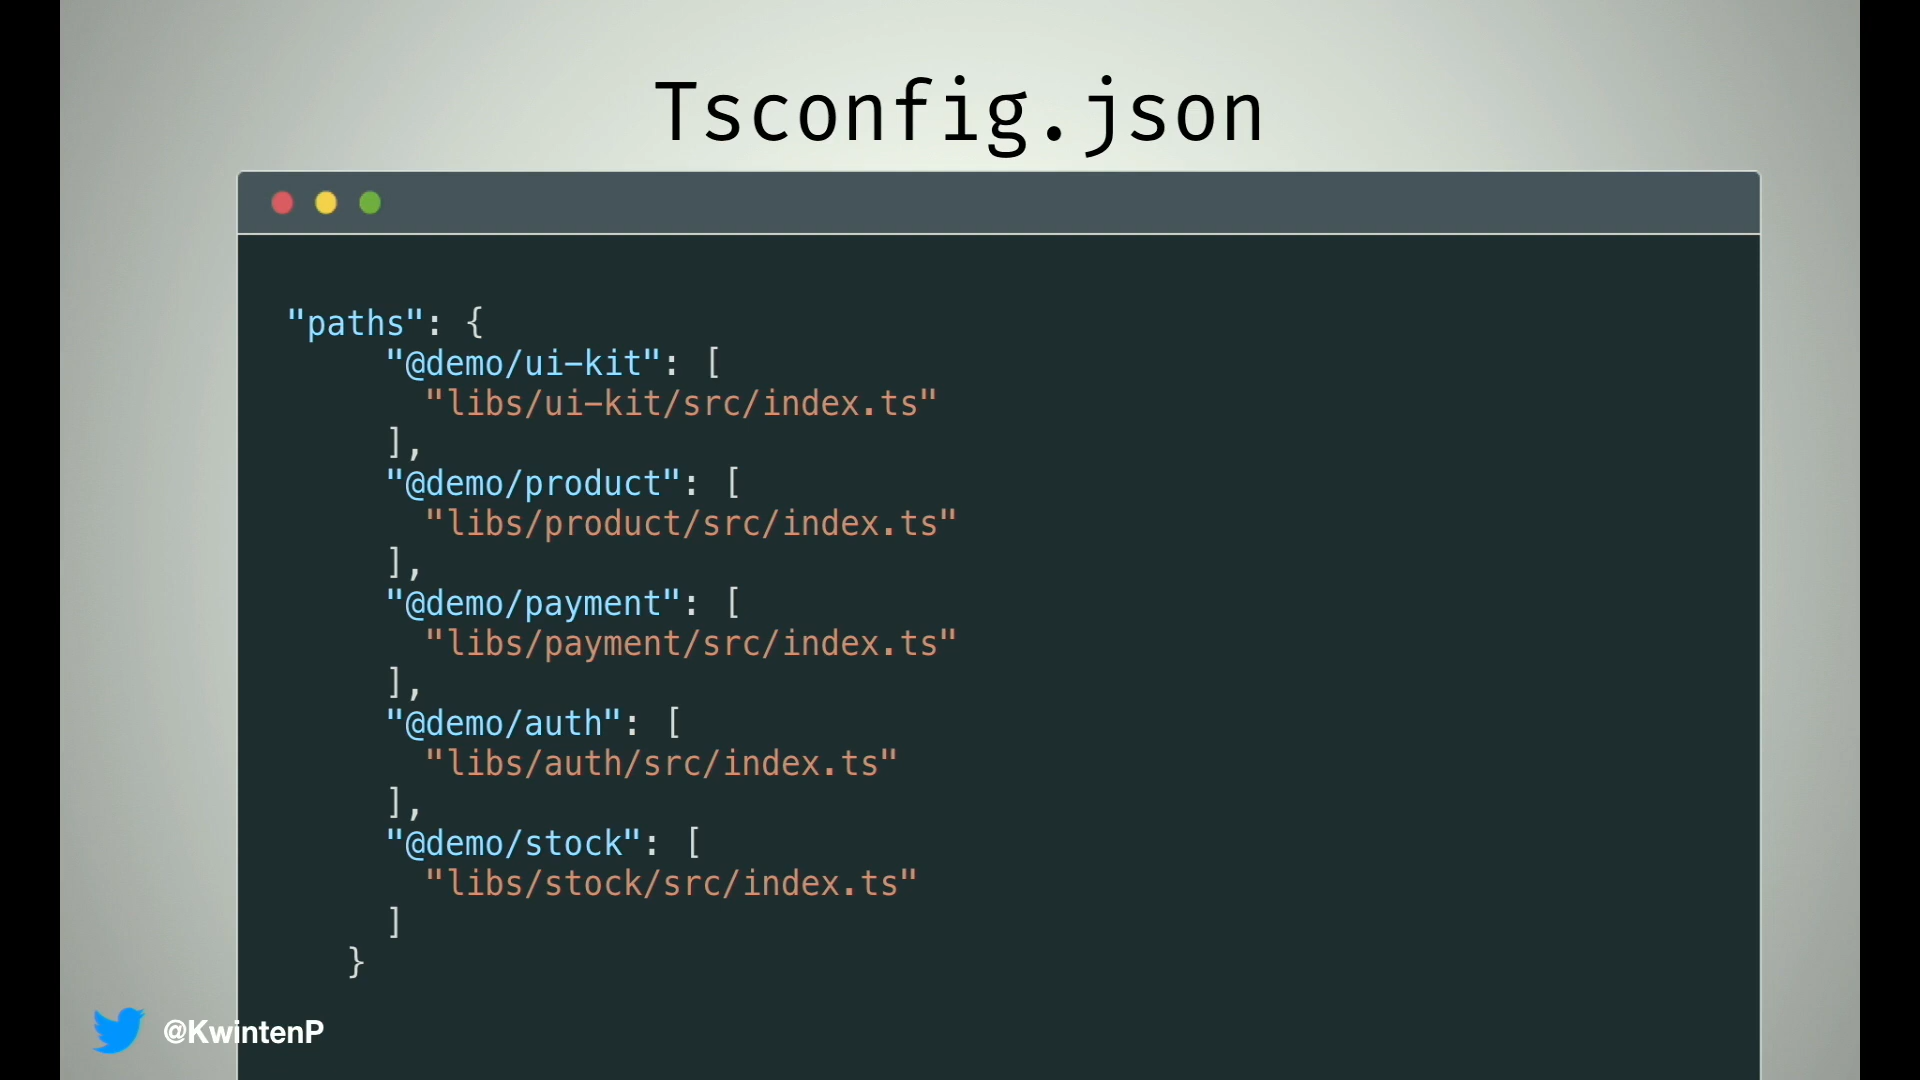 Tsconfig.json
"paths": {
"@demo/ui-kit": [
"libs/ui-kit/src/index.ts"
],
"@demo/product": [
"libs/product/src/index.ts"
],
"@demo/payment": [
"libs/payment/src/index.ts"
],
"@demo/auth": [
"libs/auth/src/index.ts"
],
"@demo/stock": [
"libs/stock/src/index.ts"
]
}
@KwintenP